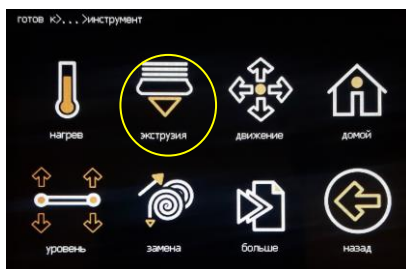 готов к>...>инструмент
нагрев
экструзия
движение
домой
уровень
замена
больше
назад